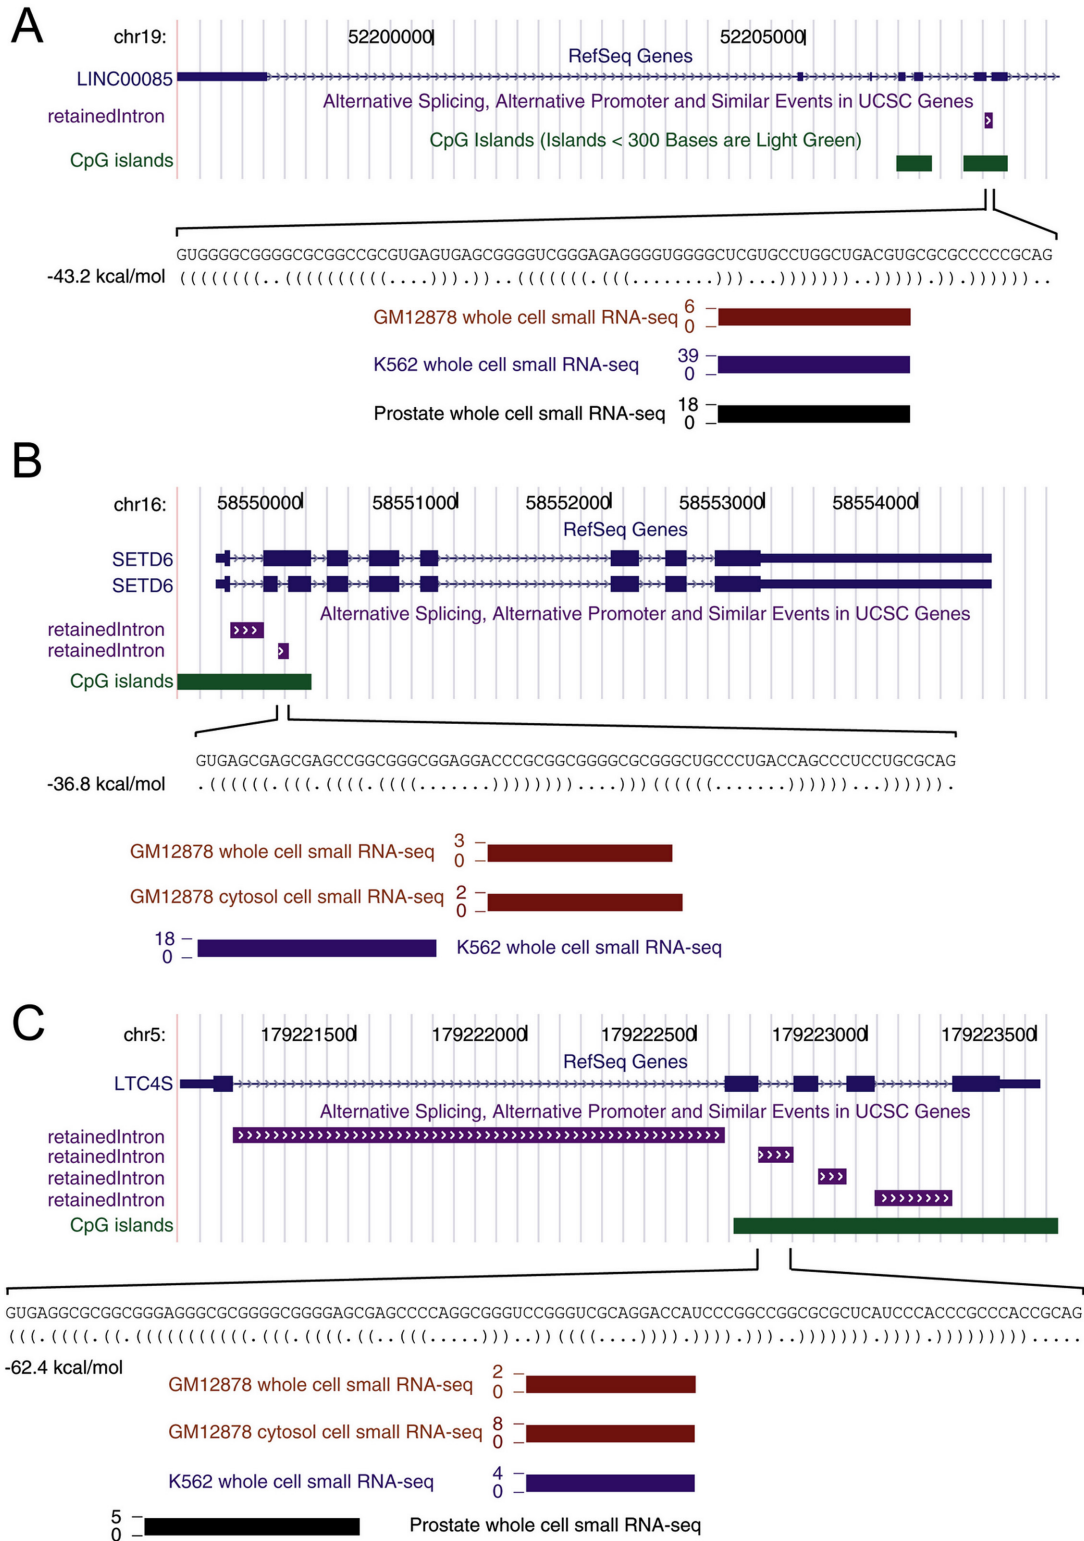 A
chr19: 52200000 52205000
RefSeq Genes
LINC00085
Alternative Splicing, Alternative Promoter and Similar Events in UCSC Genes
retainedIntron
CpG Islands (Islands < 300 Bases are Light Green)
CpG islands
GUGGGGCGGGGCGCGGCCGCGUGAGUGAGCGGGGUCGGGAGAGGGGUGGGGCUCGUGCCUGGCUGACGUGCGCGCCCCCGCAG
-43.2 kcal/mol
GM12878 whole cell small RNA-seq 6 0
K562 whole cell small RNA-seq 39 0
Prostate whole cell small RNA-seq 18 0
B
chr16: 58550000 58551000 58552000 58553000 58554000
RefSeq Genes
SETD6
SETD6
Alternative Splicing, Alternative Promoter and Similar Events in UCSC Genes
retainedIntron
retainedIntron
CpG islands
GUGAGCGAGCGAGCCGGCGGGCGGAGGACCCGCGGCGGGGCGCGGGCUGCCCUGACCAGCCCUCCUGCGCAG
-36.8 kcal/mol
GM12878 whole cell small RNA-seq 3 0
GM12878 cytosol cell small RNA-seq 2 0
18 0 K562 whole cell small RNA-seq
C
chr5: 179221500 179222000 179222500 179223000 179223500
RefSeq Genes
LTC4S
Alternative Splicing, Alternative Promoter and Similar Events in UCSC Genes
retainedIntron
retainedIntron
retainedIntron
retainedIntron
CpG islands
GUGAGGCGCGGCGGGAGGGCGCGGGGCGGGGAGCGAGCCCCCAGGCGGGUCCGGGUCGCAGGACCAUCCCGGCCGGCGCGCUCAUCCCACCCGCCCACCGCAG
-62.4 kcal/mol
GM12878 whole cell small RNA-seq 2 0
GM12878 cytosol cell small RNA-seq 8 0
K562 whole cell small RNA-seq 4 0
5 0 Prostate whole cell small RNA-seq